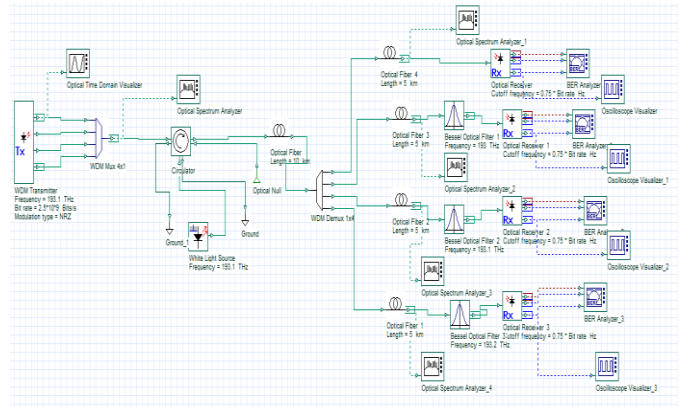 Optical Spectrum Analyzer_1
Optical Time Domain Visualizer
Optical Spectrum Analyzer
Tx
WDM Transmitter
Frequency = 193.1 THz
Bit rate = 2.5*10^9 Bits/s
Modulation type = NRZ
WDM Mux 4x1
Circulator
Ground_1
White Light Source
Frequency = 193.1 THz
Ground
Optical Null
Optical Fiber
Length = 10 km
WDM Demux 1x4
Optical Fiber 4
Length = 5 km
Rx
Optical Receiver
Cutoff frequency = 0.75 * Bit rate Hz
BER Analyzer
Oscilloscope Visualizer
Optical Fiber 3
Length = 5 km
Bessel Optical Filter 1
Frequency = 193 THz
Rx
Optical Receiver 1
Cutoff frequency = 0.75 * Bit rate Hz
BER Analyzer
Oscilloscope Visualizer_1
Optical Spectrum Analyzer_2
Optical Fiber 2
Length = 5 km
Bessel Optical Filter 2
Frequency = 193.1 THz
Rx
Optical Receiver 2
Cutoff frequency = 0.75 * Bit rate Hz
BER
Oscilloscope Visualizer_2
Optical Spectrum Analyzer_3
Optical Fiber 1
Length = 5 km
Bessel Optical Filter 3
Frequency = 193.2 THz
Rx
Optical Receiver 3
Cutoff frequency = 0.75 * Bit rate Hz
BER Analyzer_3
Oscilloscope Visualizer_3
Optical Spectrum Analyzer_4